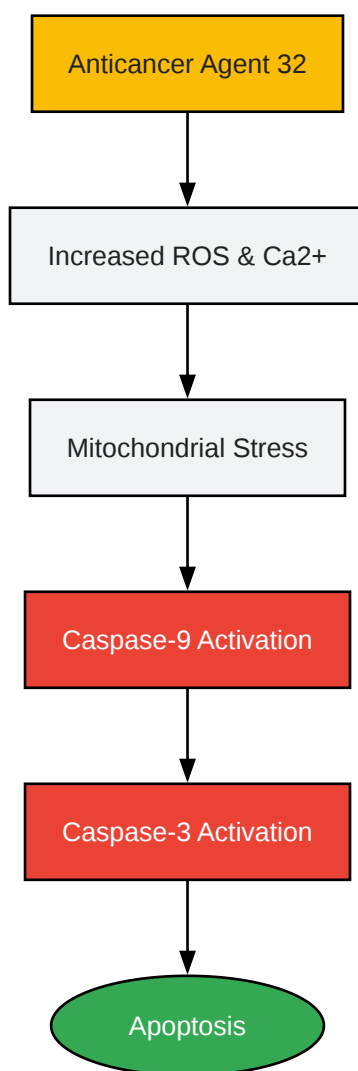 Anticancer Agent 32
Increased ROS & Ca2+
Mitochondrial Stress
Caspase-9 Activation
Caspase-3 Activation
Apoptosis